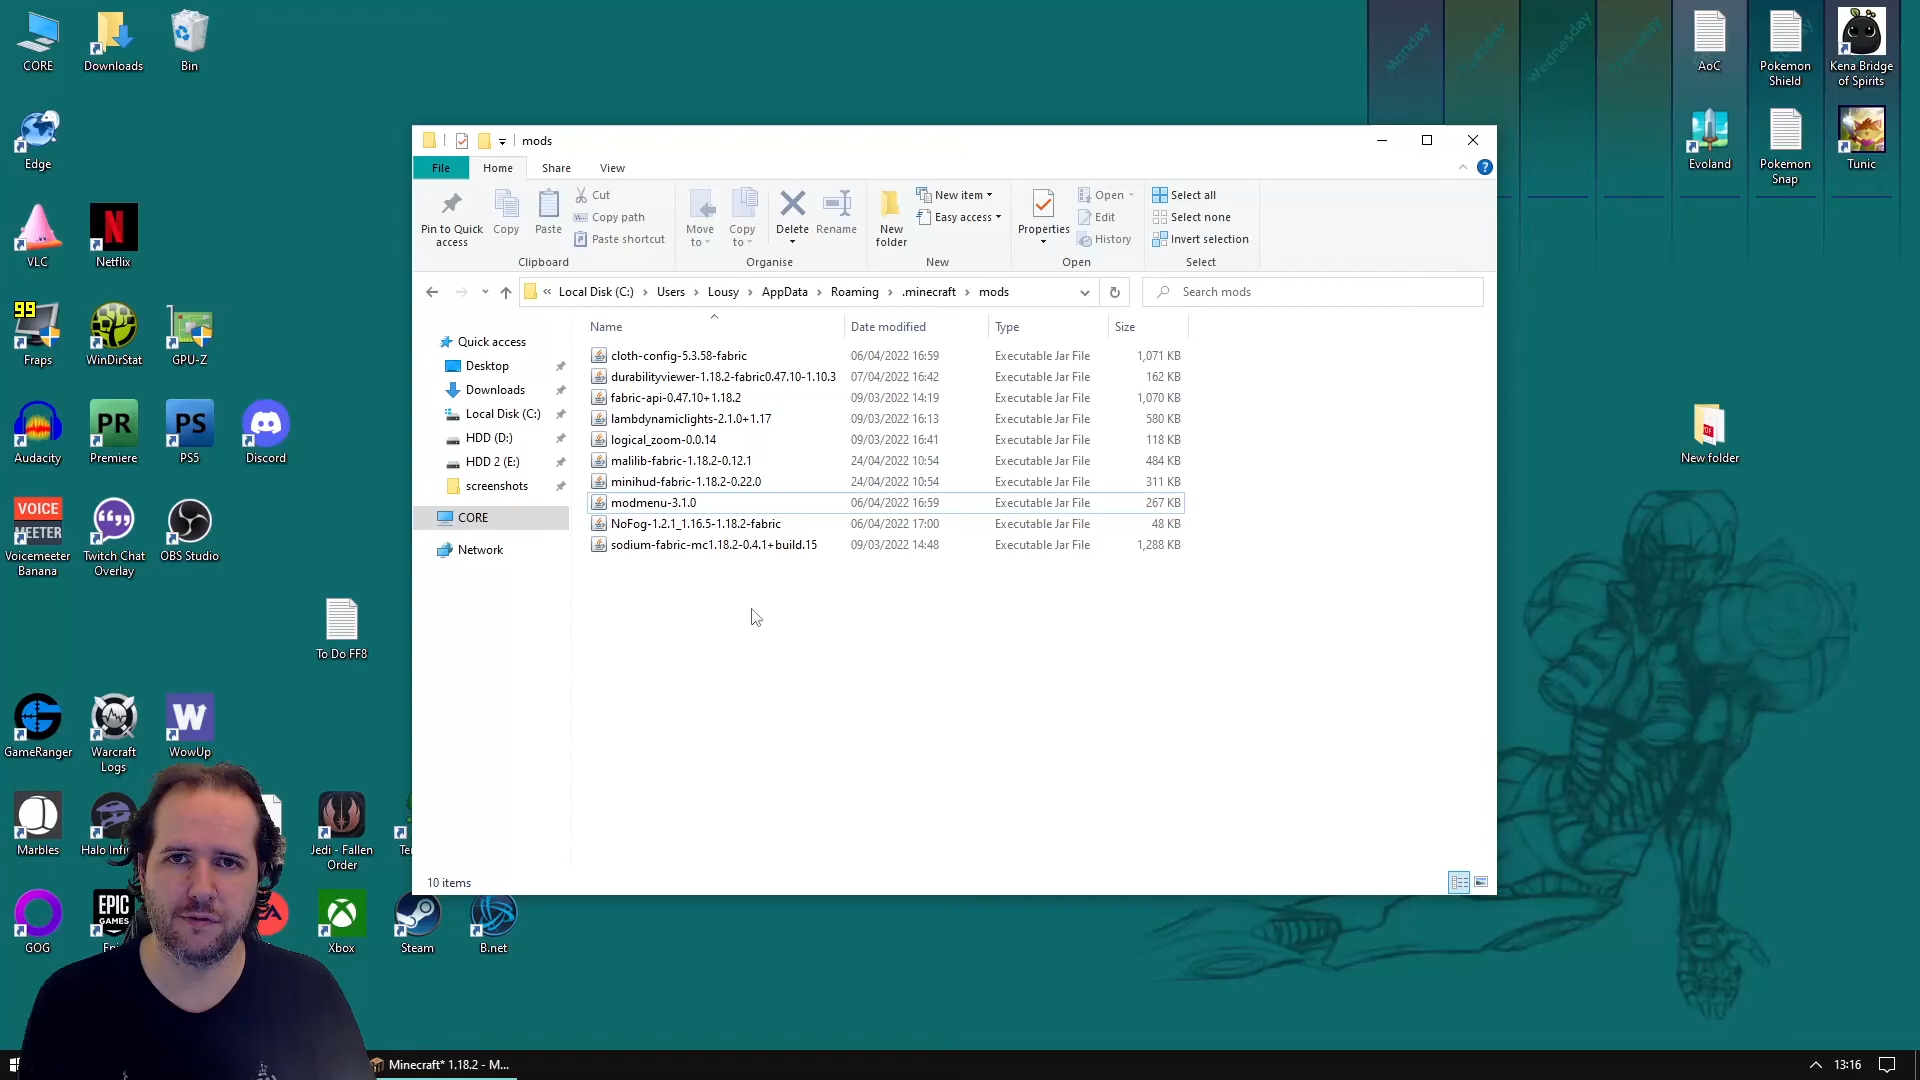 CORE
Downloads
Bin
Edge
VLC
Netflix
99
Fraps
WinDirStat
GPU-Z
Audacity
PR
Premiere
PS
PS5
Discord
VOICE
MEETER
Voicemeeter
Banana
Twitch Chat
Overlay
OBS Studio
To Do FF8
GameRanger
Warcraft
Logs
WowUp
Marbles
Halo Infi
Jedi - Fallen
Order
Te
GOG
EPIC
GAMES
Ep
EA
Xbox
Steam
B.net
mods
File
Home
Share
View
Pin to Quick
access
Copy
Paste
Cut
Copy path
Paste shortcut
Clipboard
Move
to
Copy
to
Delete
Rename
Organise
New
folder
New item
Easy access
New
Properties
Open
Edit
History
Open
Select all
Select none
Invert selection
Select
« Local Disk (C:) › Users › Lousy › AppData › Roaming › .minecraft › mods
Search mods
Quick access
Desktop
Downloads
Local Disk (C:)
HDD (D:)
HDD 2 (E:)
screenshots
CORE
Network
Name Date modified Type Size
cloth-config-5.3.58-fabric 06/04/2022 16:59 Executable Jar File 1,071 KB
durabilityviewer-1.18.2-fabric0.47.10-1.10.3 07/04/2022 16:42 Executable Jar File 162 KB
fabric-api-0.47.10+1.18.2 09/03/2022 14:19 Executable Jar File 1,070 KB
lambdynamiclights-2.1.0+1.17 09/03/2022 16:13 Executable Jar File 580 KB
logical_zoom-0.0.14 09/03/2022 16:41 Executable Jar File 118 KB
malilib-fabric-1.18.2-0.12.1 24/04/2022 10:54 Executable Jar File 484 KB
minihud-fabric-1.18.2-0.22.0 24/04/2022 10:54 Executable Jar File 311 KB
modmenu-3.1.0 06/04/2022 16:59 Executable Jar File 267 KB
NoFog-1.2.1_1.16.5-1.18.2-fabric 06/04/2022 17:00 Executable Jar File 48 KB
sodium-fabric-mc1.18.2-0.4.1+build.15 09/03/2022 14:48 Executable Jar File 1,288 KB
10 items
Monday
Wednesday
AoC
Pokemon
Shield
Kena Bridge
of Spirits
Evoland
Pokemon
Snap
Tunic
PDF
New folder
Minecraft* 1.18.2 - M...
13:16